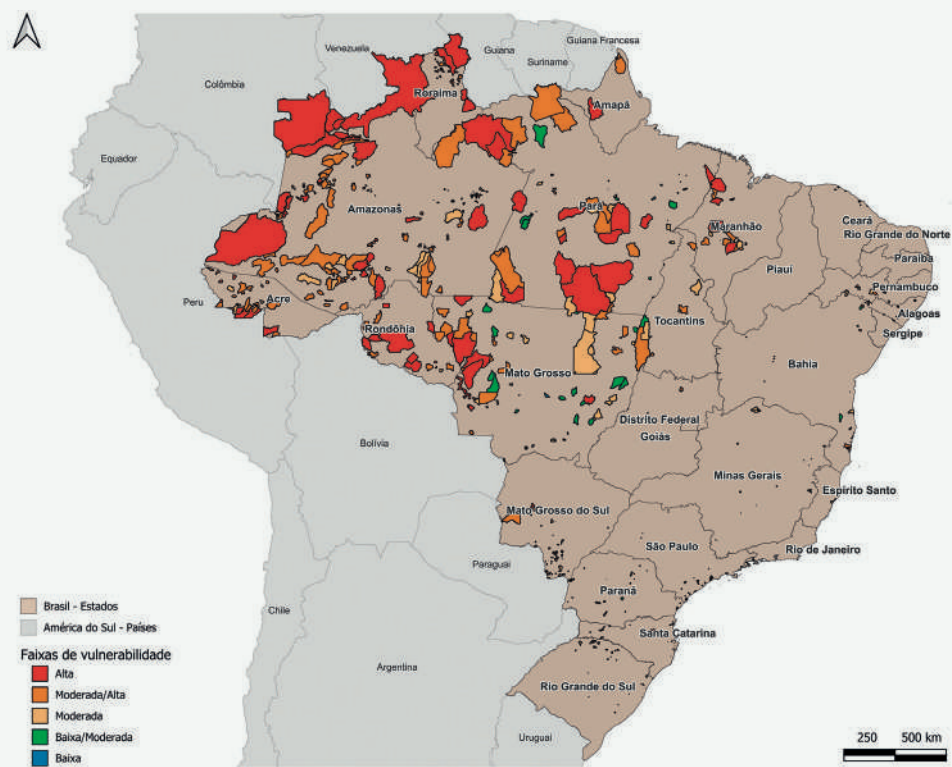 Venezuela
Guiana
Guiana Francesa
Suriname
Colômbia
Roraima
Amapá
Equador
Amazonas
Pará
Maranhão
Ceará
Rio Grande do Norte
Paraíba
Piauí
Pernambuco
Alagoas
Sergipe
Peru
Acre
Rondônia
Tocantins
Mato Grosso
Bahia
Distrito Federal
Goiás
Bolívia
Minas Gerais
Espírito Santo
Mato Grosso do Sul
São Paulo
Rio de Janeiro
Paraguai
Paraná
Chile
Santa Catarina
Argentina
Rio Grande do Sul
Uruguai
Brasil - Estados
América do Sul - Países
Faixas de vulnerabilidade
Alta
Moderada/Alta
Moderada
Baixa/Moderada
Baixa
250 500 km